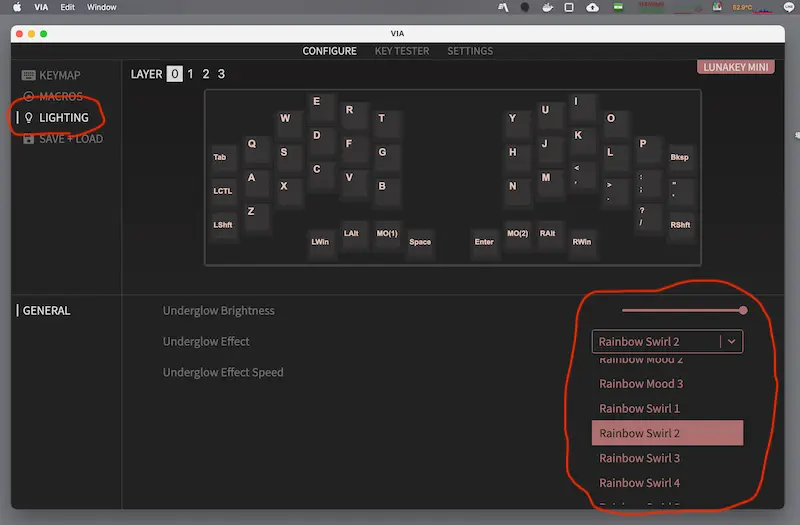 VIA Edit Window
52.9°C
VIA
CONFIGURE KEY TESTER SETTINGS
KEYMAP
MACROS
LIGHTING
SAVE + LOAD
LAYER 0 1 2 3
LUNAKEY MINI
Tab Q W E R T Y U I O P Bksp
LCTL A S D F G H J K L : ; " '
LShft Z X C V B N M < , > . ? / RShft
LWin LAlt MO(1) Space Enter MO(2) RAlt RWin
GENERAL
Underglow Brightness
Underglow Effect
Rainbow Swirl 2
Underglow Effect Speed
Rainbow Mood 2
Rainbow Mood 3
Rainbow Swirl 1
Rainbow Swirl 2
Rainbow Swirl 3
Rainbow Swirl 4